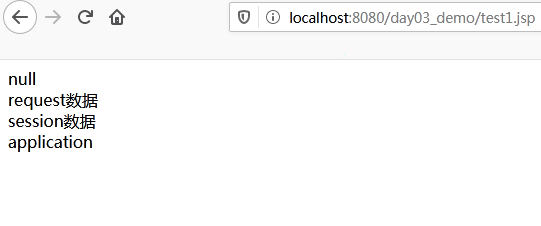 localhost:8080/day03_demo/test1.jsp
null
request数据
session数据
application